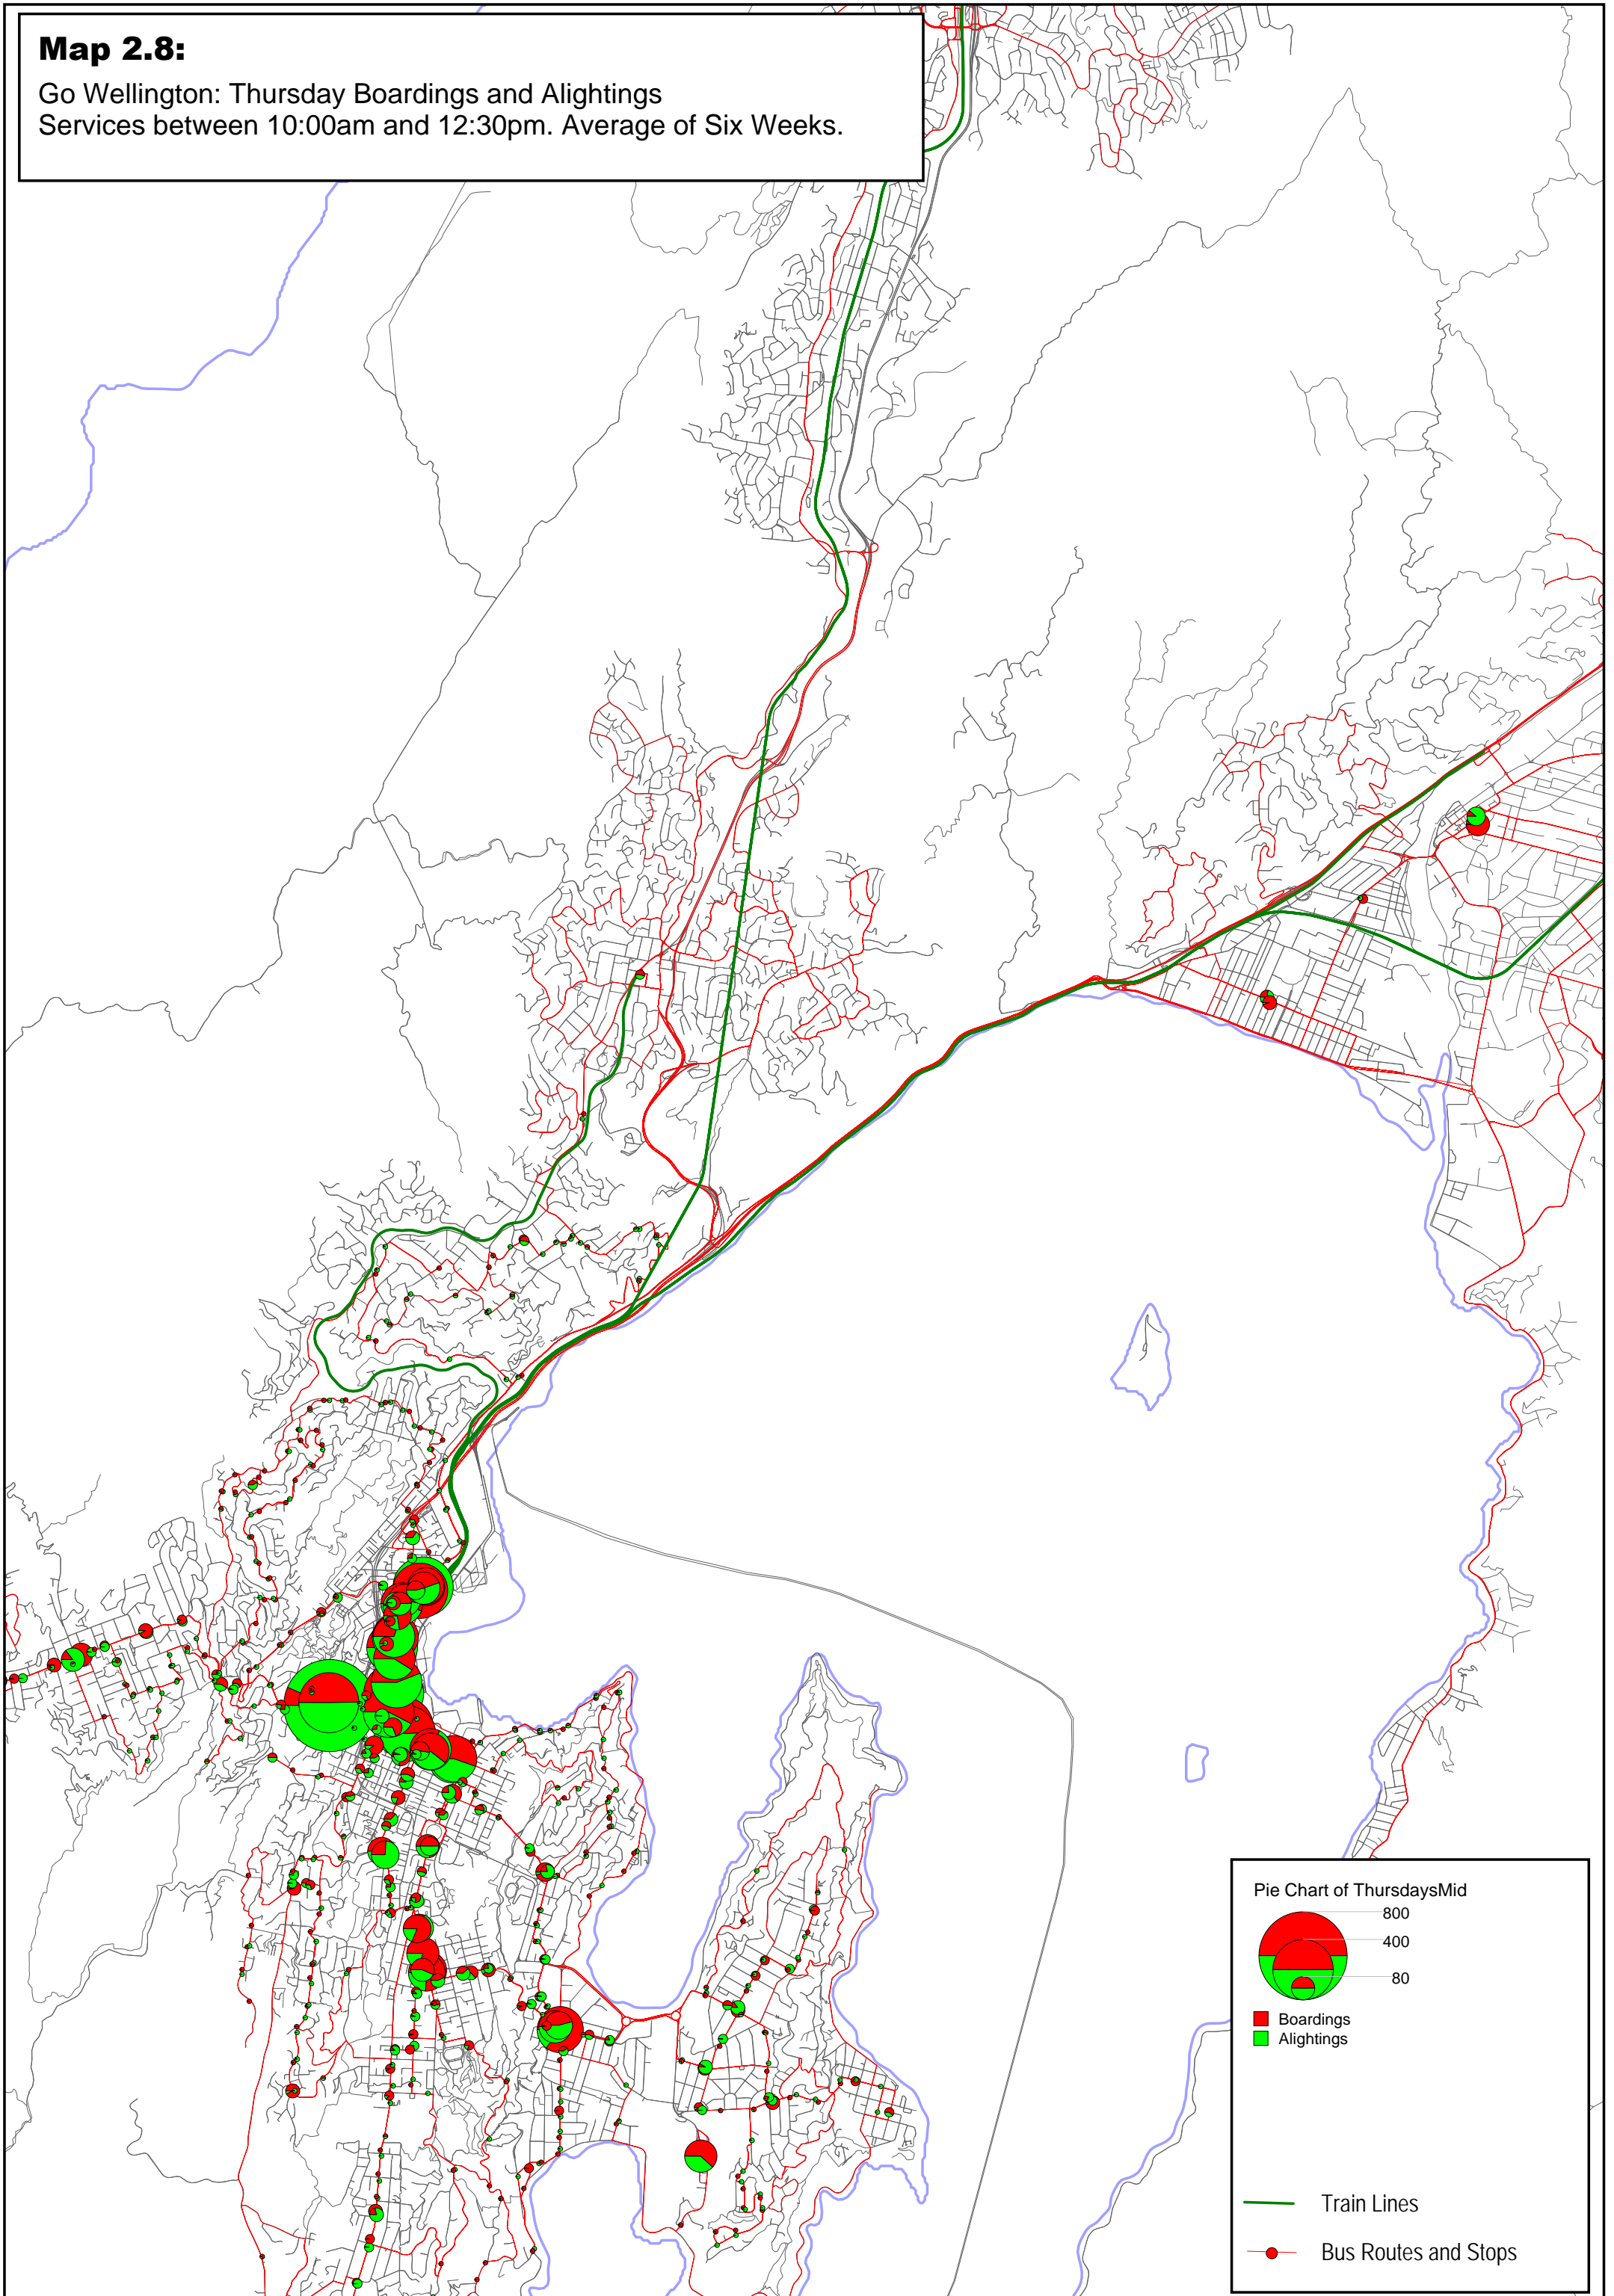 Map 2.8:
Go Wellington: Thursday Boardings and Alightings
Services between 10:00am and 12:30pm. Average of Six Weeks.
Pie Chart of ThursdaysMid
800
400
80
Boardings
Alightings
Train Lines
Bus Routes and Stops